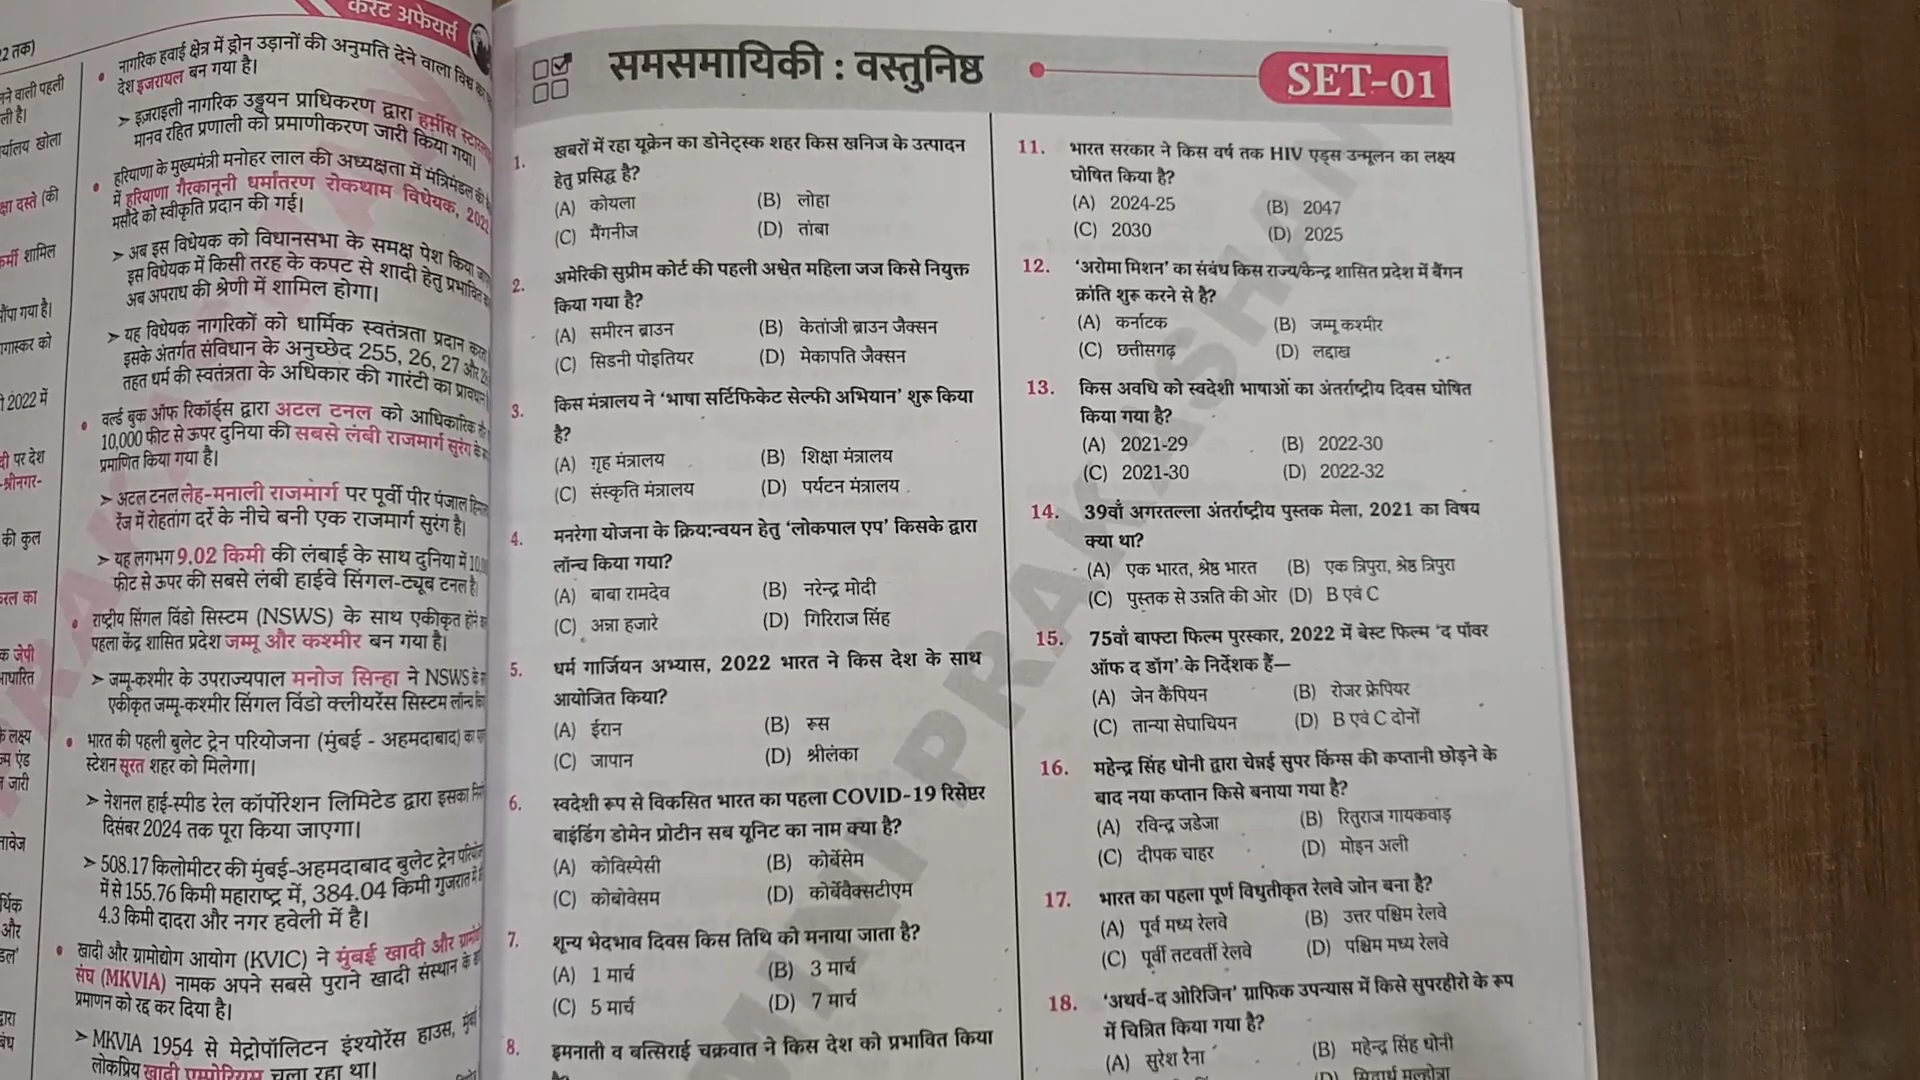 करेंट अफेयर्स
22 तक)
ने वाली पहली
ली है।
र्यालय खोला
क्षा दस्ते (की
र्मी शामिल
सौंपा गया है।
गास्कर को
2022 में
दी पर देश
-श्रीनगर-
की कुल
रल का
क जेपी
आधारित
के लक्ष्य
जारी
र्थिक
और
द्वारा
• नागरिक हवाई क्षेत्र में ड्रोन उड़ानों की अनुमति देने वाला विश्व का
देश इजरायल बन गया है।
➤ इज़राइली नागरिक उड्डयन प्राधिकरण द्वारा हर्मीस
मानव रहित प्रणाली को प्रमाणीकरण जारी किया गया।
• हरियाणा के मुख्यमंत्री मनोहर लाल की अध्यक्षता में मंत्रिमंडल की
में हरियाणा गैरकानूनी धर्मांतरण रोकथाम विधेयक, 2022
मसौदे को स्वीकृति प्रदान की गई।
➤ अब इस विधेयक को विधानसभा के समक्ष पेश किया
इस विधेयक में किसी तरह के कपट से शादी हेतु प्रभावित
अब अपराध की श्रेणी में शामिल होगा।
➤ यह विधेयक नागरिकों को धार्मिक स्वतंत्रता प्रदान
इसके अंतर्गत संविधान के अनुच्छेद 255, 26, 27 और
तहत धर्म की स्वतंत्रता के अधिकार की गारंटी का प्रावधान
• वर्ल्ड बुक ऑफ रिकॉर्ड्स द्वारा अटल टनल को आधिकारिक
10,000 फीट से ऊपर दुनिया की सबसे लंबी राजमार्ग सुरंग के
प्रमाणित किया गया है।
➤ अटल टनल लेह-मनाली राजमार्ग पर पूर्वी पीर पंजाल
रेंज में रोहतांग दर्रे के नीचे बनी एक राजमार्ग सुरंग है।
➤ यह लगभग 9.02 किमी की लंबाई के साथ दुनिया में
फीट से ऊपर की सबसे लंबी हाईवे सिंगल-ट्यूब टनल है
• राष्ट्रीय सिंगल विंडो सिस्टम (NSWS) के साथ एकीकृत होने
पहला केंद्र शासित प्रदेश जम्मू और कश्मीर बन गया है।
➤ जम्मू-कश्मीर के उपराज्यपाल मनोज सिन्हा ने NSWS के
एकीकृत जम्मू-कश्मीर सिंगल विंडो क्लीयरेंस सिस्टम लॉन्च
• भारत की पहली बुलेट ट्रेन परियोजना (मुंबई - अहमदाबाद) का
स्टेशन सूरत शहर को मिलेगा।
➤ नेशनल हाई-स्पीड रेल कॉर्पोरेशन लिमिटेड द्वारा इसका
दिसंबर 2024 तक पूरा किया जाएगा।
➤ 508.17 किलोमीटर की मुंबई-अहमदाबाद बुलेट ट्रेन
में से 155.76 किमी महाराष्ट्र में, 384.04 किमी गुजरात में
4.3 किमी दादरा और नगर हवेली में है।
• खादी और ग्रामोद्योग आयोग (KVIC) ने मुंबई खादी और
संघ (MKVIA) नामक अपने सबसे पुराने खादी संस्थान के
प्रमाणन को रद्द कर दिया है।
➤ MKVIA 1954 से मेट्रोपॉलिटन इंश्योरेंस हाउस,
लोकप्रिय खादी एम्पोरियम चला रहा था।
समसमायिकी : वस्तुनिष्ठ
SET-01
1. खबरों में रहा यूक्रेन का डोनेट्स्क शहर किस खनिज के उत्पादन
हेतु प्रसिद्ध है?
(A) कोयला (B) लोहा
(C) मैंगनीज (D) तांबा
2. अमेरिकी सुप्रीम कोर्ट की पहली अश्वेत महिला जज किसे नियुक्त
किया गया है?
(A) समीरन ब्राउन (B) केतांजी ब्राउन जैक्सन
(C) सिडनी पोइतियर (D) मेकापति जैक्सन
3. किस मंत्रालय ने ‘भाषा सर्टिफिकेट सेल्फी अभियान’ शुरू किया
है?
(A) गृह मंत्रालय (B) शिक्षा मंत्रालय
(C) संस्कृति मंत्रालय (D) पर्यटन मंत्रालय
4. मनरेगा योजना के क्रियान्वयन हेतु ‘लोकपाल एप’ किसके द्वारा
लॉन्च किया गया?
(A) बाबा रामदेव (B) नरेन्द्र मोदी
(C) अन्ना हजारे (D) गिरिराज सिंह
5. धर्म गार्जियन अभ्यास, 2022 भारत ने किस देश के साथ
आयोजित किया?
(A) ईरान (B) रूस
(C) जापान (D) श्रीलंका
6. स्वदेशी रूप से विकसित भारत का पहला COVID-19 रिसेप्टर
बाइंडिंग डोमेन प्रोटीन सब यूनिट का नाम क्या है?
(A) कोविस्पेसी (B) कोर्बेसेम
(C) कोबोवेसम (D) कोर्बेवैक्सटीएम
7. शून्य भेदभाव दिवस किस तिथि को मनाया जाता है?
(A) 1 मार्च (B) 3 मार्च
(C) 5 मार्च (D) 7 मार्च
8. इमनाती व बत्सिराई चक्रवात ने किस देश को प्रभावित किया
11. भारत सरकार ने किस वर्ष तक HIV एड्स उन्मूलन का लक्ष्य
घोषित किया है?
(A) 2024-25 (B) 2047
(C) 2030 (D) 2025
12. ‘अरोमा मिशन’ का संबंध किस राज्य/केन्द्र शासित प्रदेश में बैंगन
क्रांति शुरू करने से है?
(A) कर्नाटक (B) जम्मू कश्मीर
(C) छत्तीसगढ़ (D) लद्दाख
13. किस अवधि को स्वदेशी भाषाओं का अंतर्राष्ट्रीय दिवस घोषित
किया गया है?
(A) 2021-29 (B) 2022-30
(C) 2021-30 (D) 2022-32
14. 39वाँ अगरतल्ला अंतर्राष्ट्रीय पुस्तक मेला, 2021 का विषय
क्या था?
(A) एक भारत, श्रेष्ठ भारत (B) एक त्रिपुरा, श्रेष्ठ त्रिपुरा
(C) पुस्तक से उन्नति की ओर (D) B एवं C
15. 75वाँ बाफ्टा फिल्म पुरस्कार, 2022 में बेस्ट फिल्म ‘द पॉवर
ऑफ द डॉग’ के निर्देशक हैं—
(A) जेन कैंपियन (B) रोजर फ्रेपियर
(C) तान्या सेघाचियन (D) B एवं C दोनों
16. महेन्द्र सिंह धोनी द्वारा चेन्नई सुपर किंग्स की कप्तानी छोड़ने के
बाद नया कप्तान किसे बनाया गया है?
(A) रविन्द्र जडेजा (B) रितुराज गायकवाड़
(C) दीपक चाहर (D) मोइन अली
17. भारत का पहला पूर्ण विधुतीकृत रेलवे जोन बना है?
(A) पूर्व मध्य रेलवे (B) उत्तर पश्चिम रेलवे
(C) पूर्वी तटवर्ती रेलवे (D) पश्चिम मध्य रेलवे
18. ‘अथर्व-द ओरिजिन’ ग्राफिक उपन्यास में किसे सुपरहीरो के रूप
में चित्रित किया गया है?
(A) सुरेश रैना (B) महेन्द्र सिंह धोनी
(D) सिद्धार्थ मल्होत्रा
MANI PRAKASHAN